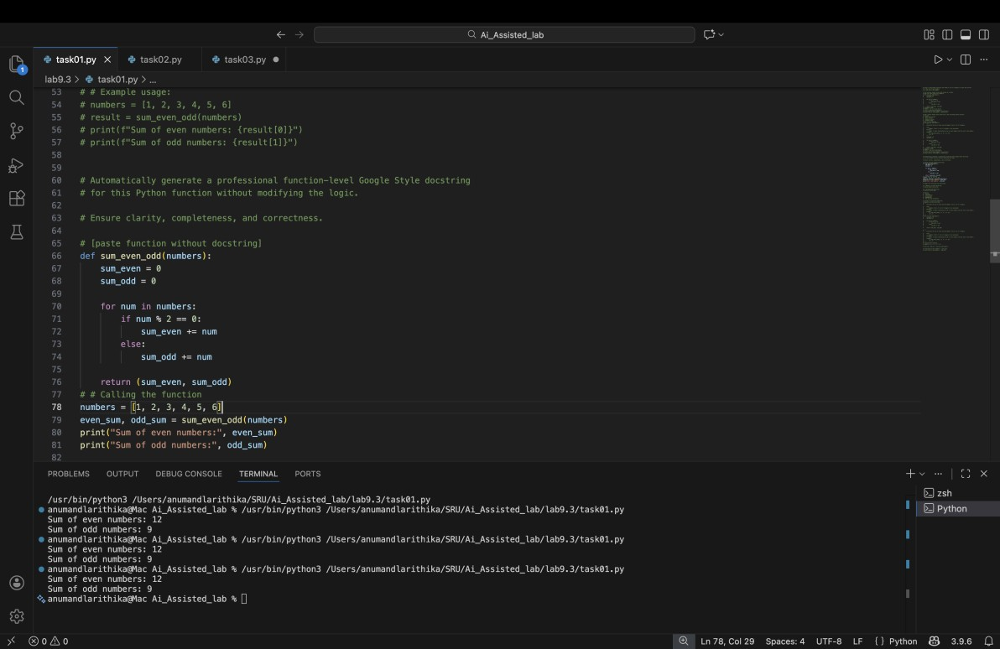 Ai_Assisted_lab
task01.py
task02.py
task03.py
1
lab9.3 > task01.py > ...
53 # # Example usage:
54 # numbers = [1, 2, 3, 4, 5, 6]
55 # result = sum_even_odd(numbers)
56 # print(f"Sum of even numbers: {result[0]}")
57 # print(f"Sum of odd numbers: {result[1]}")
58
59
60 # Automatically generate a professional function-level Google Style docstring
61 # for this Python function without modifying the logic.
62
63 # Ensure clarity, completeness, and correctness.
64
65 # [paste function without docstring]
66 def sum_even_odd(numbers):
67     sum_even = 0
68     sum_odd = 0
69
70     for num in numbers:
71         if num % 2 == 0:
72             sum_even += num
73         else:
74             sum_odd += num
75
76     return (sum_even, sum_odd)
77 # # Calling the function
78 numbers = [1, 2, 3, 4, 5, 6]
79 even_sum, odd_sum = sum_even_odd(numbers)
80 print("Sum of even numbers:", even_sum)
81 print("Sum of odd numbers:", odd_sum)
82
PROBLEMS OUTPUT DEBUG CONSOLE TERMINAL PORTS
/usr/bin/python3 /Users/anumandlarithika/SRU/Ai_Assisted_lab/lab9.3/task01.py
anumandlarithika@Mac Ai_Assisted_lab % /usr/bin/python3 /Users/anumandlarithika/SRU/Ai_Assisted_lab/lab9.3/task01.py
Sum of even numbers: 12
Sum of odd numbers: 9
anumandlarithika@Mac Ai_Assisted_lab % /usr/bin/python3 /Users/anumandlarithika/SRU/Ai_Assisted_lab/lab9.3/task01.py
Sum of even numbers: 12
Sum of odd numbers: 9
anumandlarithika@Mac Ai_Assisted_lab % /usr/bin/python3 /Users/anumandlarithika/SRU/Ai_Assisted_lab/lab9.3/task01.py
Sum of even numbers: 12
Sum of odd numbers: 9
anumandlarithika@Mac Ai_Assisted_lab %
zsh
Python
0 0
Ln 78, Col 29 Spaces: 4 UTF-8 LF {} Python 3.9.6